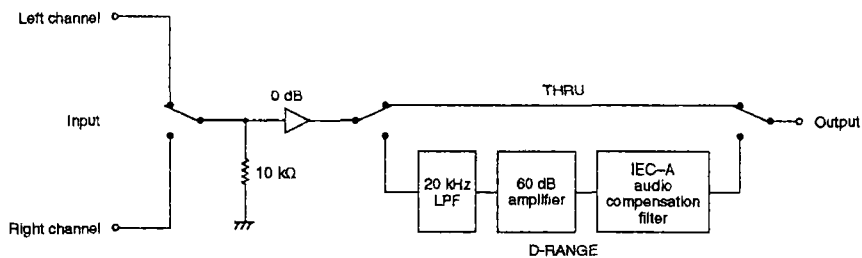 Left channel
0 dB
THRU
Input
Output
10 kΩ
20 kHz
LPF
60 dB
amplifier
IEC–A
audio
compensation
filter
Right channel
D-RANGE